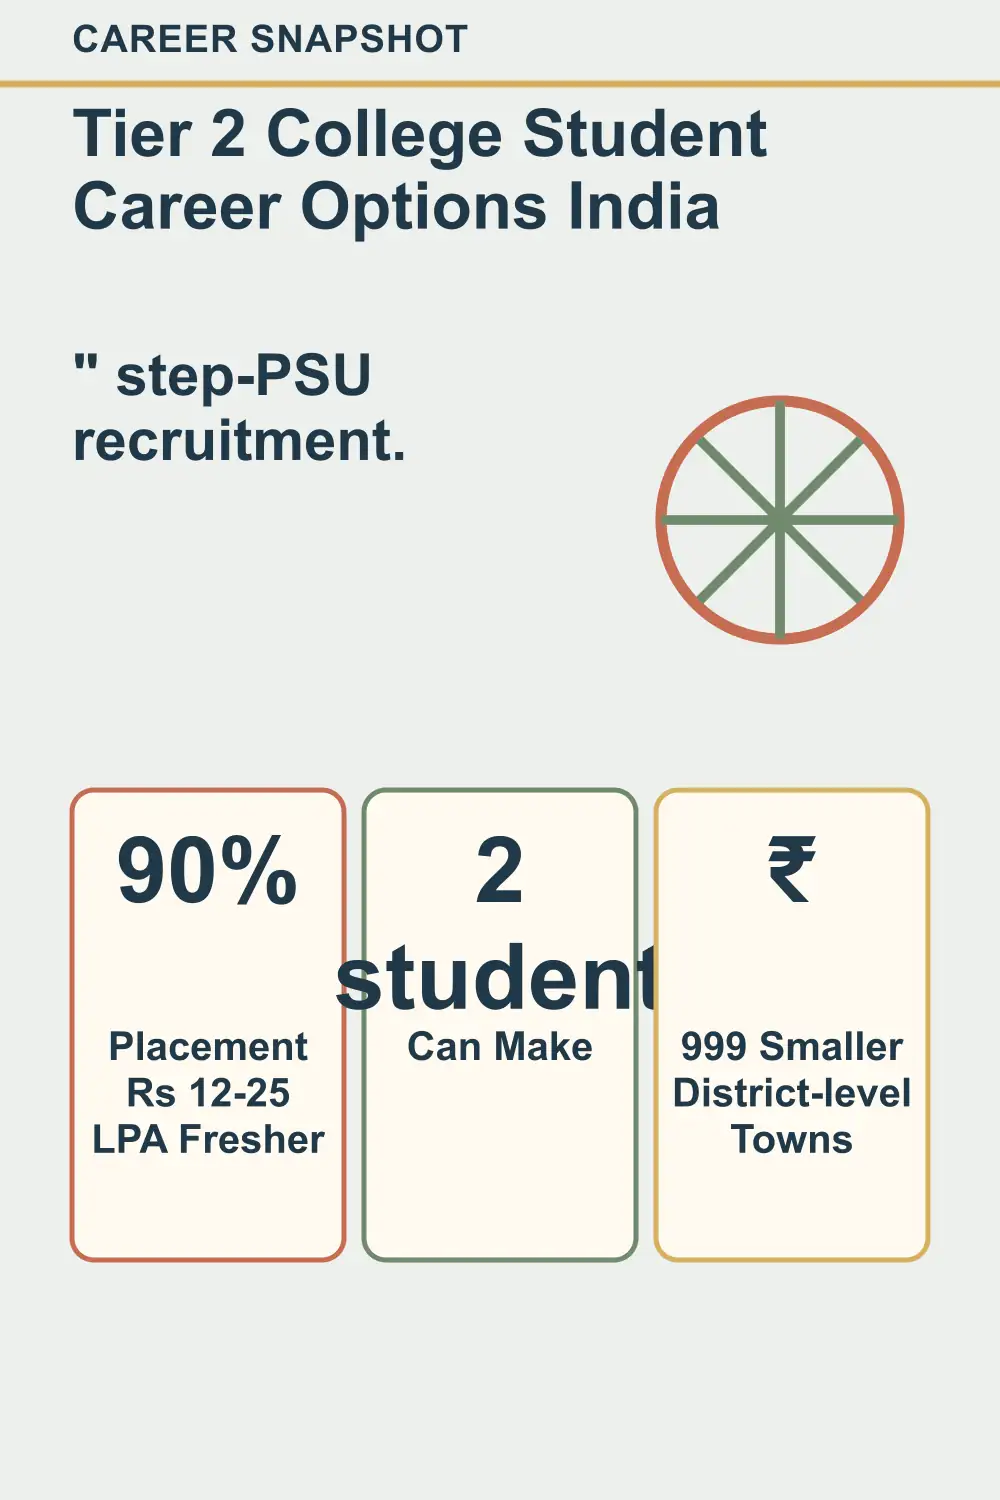 CAREER SNAPSHOT
Tier 2 College Student
Career Options India
" step-PSU
recruitment.
90%
Placement
Rs 12-25
LPA Fresher
2
student
Can Make
₹
999 Smaller
District-level
Towns